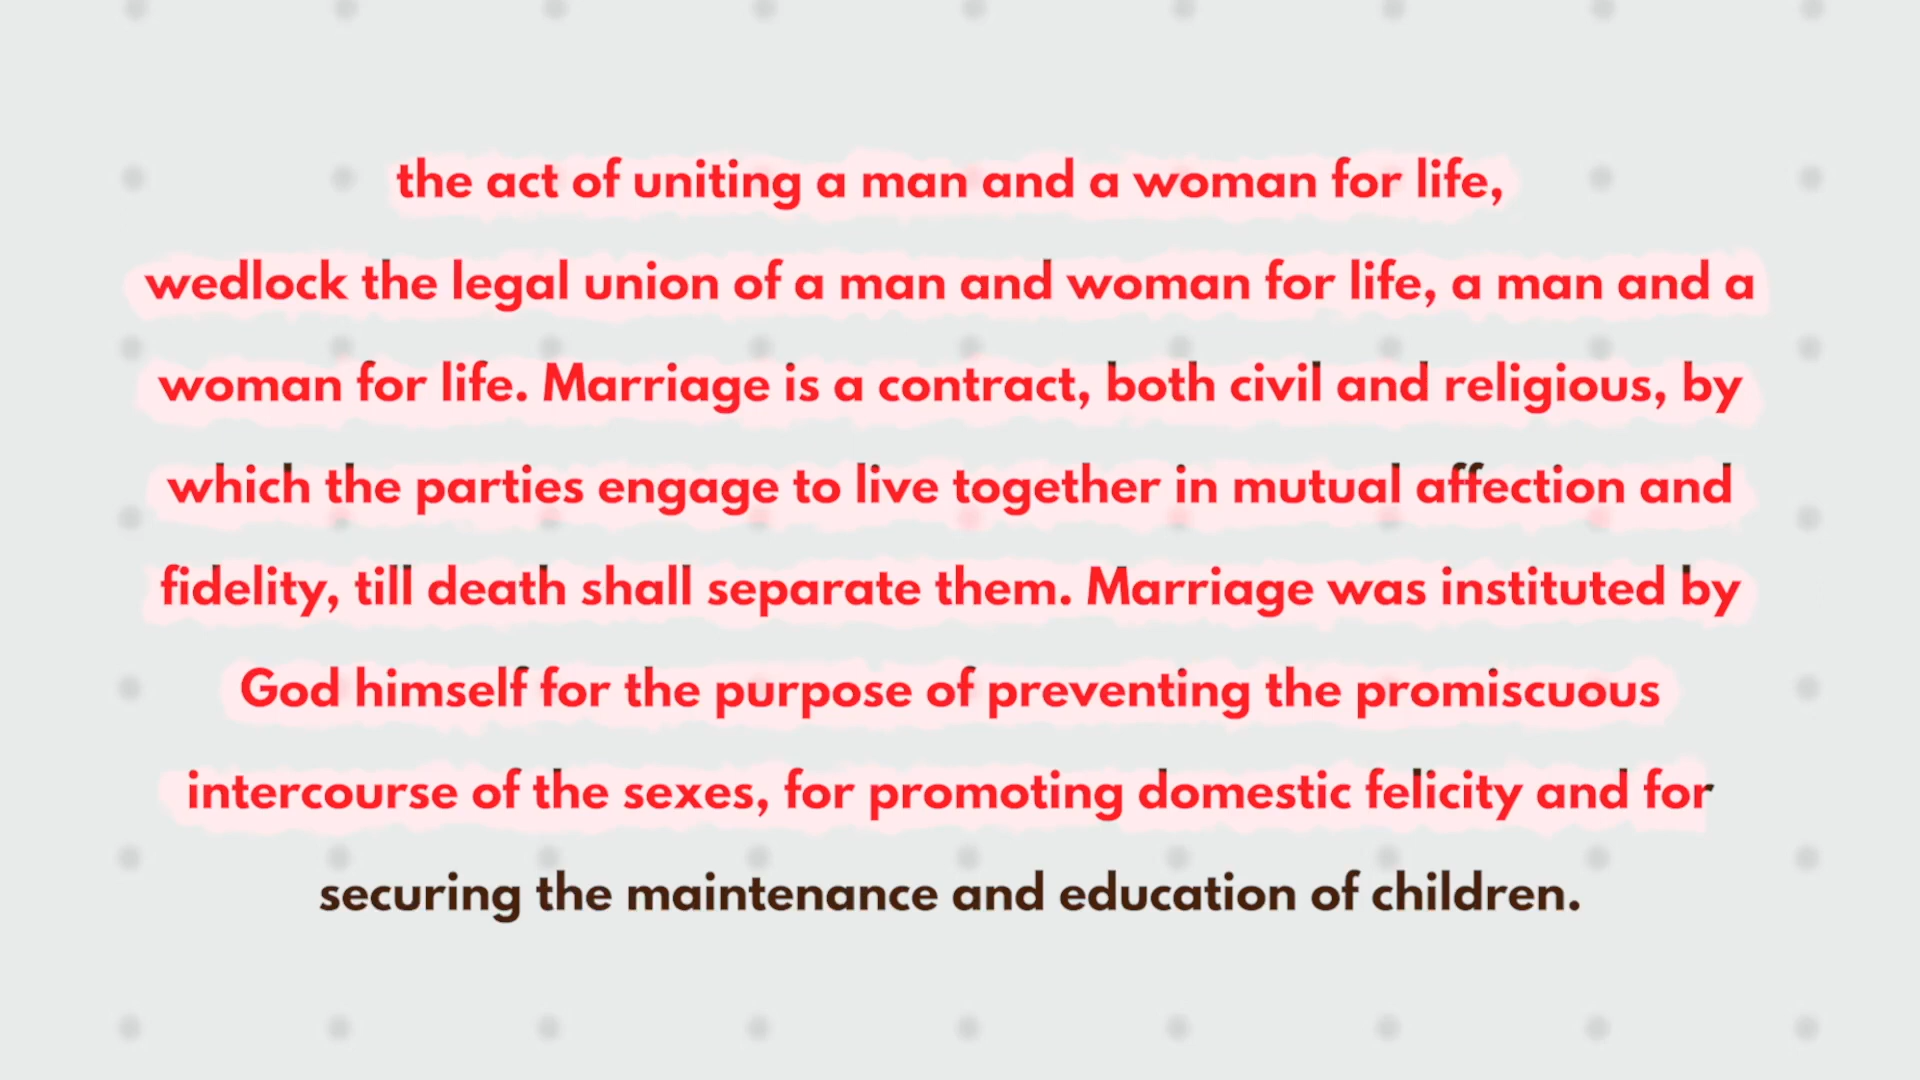 the act of uniting a man and a woman for life,
wedlock the legal union of a man and woman for life, a man and a
woman for life. Marriage is a contract, both civil and religious, by
which the parties engage to live together in mutual affection and
fidelity, till death shall separate them. Marriage was instituted by
God himself for the purpose of preventing the promiscuous
intercourse of the sexes, for promoting domestic felicity and for
securing the maintenance and education of children.